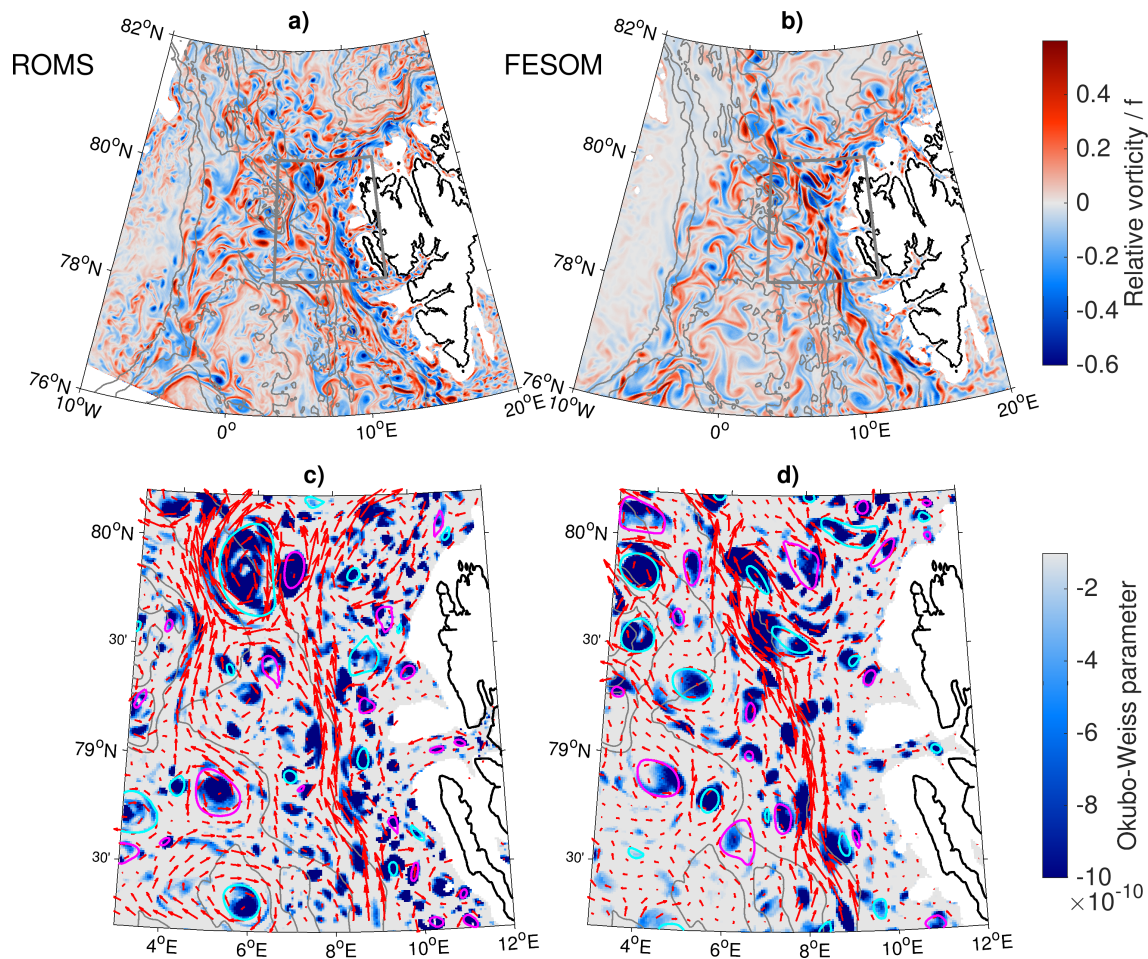 a)
b)
ROMS
FESOM
82°N
80°N
78°N
76°N
10°W
0°
10°E
20°E
82°N
80°N
78°N
76°N
10°W
0°
10°E
20°E
0.4
0.2
0
-0.2
-0.4
-0.6
Relative vorticity / f
c)
d)
80°N
30'
79°N
30'
4°E
6°E
8°E
10°E
12°E
80°N
30'
79°N
30'
4°E
6°E
8°E
10°E
12°E
-2
-4
-6
-8
-10
×10⁻¹⁰
Okubo-Weiss parameter